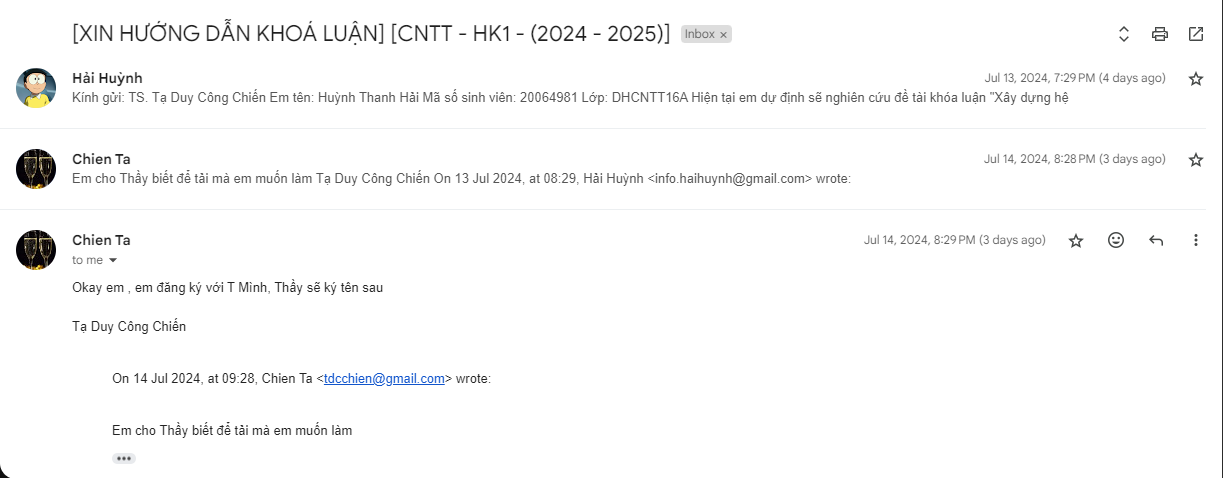 [XIN HƯỚNG DẪN KHOÁ LUẬN] [CNTT - HK1 - (2024 - 2025)] Inbox ×
Hải Huỳnh Jul 13, 2024, 7:29 PM (4 days ago)
Kính gửi: TS. Tạ Duy Công Chiến Em tên: Huỳnh Thanh Hải Mã số sinh viên: 20064981 Lớp: DHCNTT16A Hiện tại em dự định sẽ nghiên cứu đề tài khóa luận "Xây dựng hệ
Chien Ta Jul 14, 2024, 8:28 PM (3 days ago)
Em cho Thầy biết để tải mà em muốn làm Tạ Duy Công Chiến On 13 Jul 2024, at 08:29, Hải Huỳnh <info.haihuynh@gmail.com> wrote:
Chien Ta Jul 14, 2024, 8:29 PM (3 days ago)
to me
Okay em , em đăng ký với T Mình, Thầy sẽ ký tên sau
Tạ Duy Công Chiến
On 14 Jul 2024, at 09:28, Chien Ta <tdcchien@gmail.com> wrote:
Em cho Thầy biết để tải mà em muốn làm